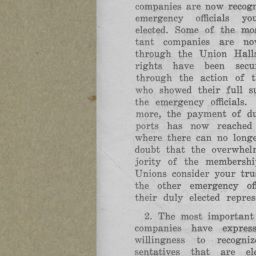 companies are now recogn
emergency officials you
elected. Some of the mo
tant companies are no
through the Union Halls
rights have been secu
through the action of t
who showed their full su
the emergency officials.
more, the payment of du
ports has now reached
where there can no longe
doubt that the overwhel
jority of the membership
Unions consider your tru
the other emergency of
their duly elected repres
2. The most important
companies have express
willingness to recogniz
sentatives that are ele